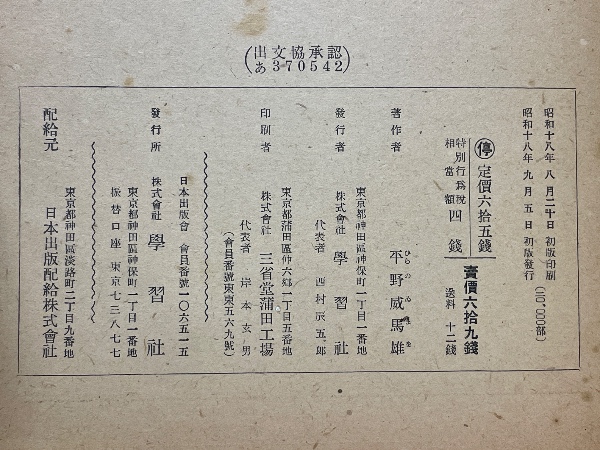 出文協承認
あ370542
昭和十八年八月二十日初版印刷
昭和十八年九月五日初版發行
(一〇、〇〇〇部)
停 定價六拾五錢
特別行爲税
相當額
四錢
賣價六拾九錢
送料 十二錢
著作者 平野威馬雄
東京都神田區神保町一丁目一番地
發行者 株式會社 學習社
代表者 西村辰五郎
東京都蒲田區仲六郷一丁目五番地
印刷者 株式會社 三省堂蒲田工場
代表者 岸本玄男
(會員番號東東五六九號)
日本出版會 會員番號一〇六五一五
發行所 株式會社 學習社
東京都神田區神保町一丁目一番地
振替口座東京七三八七七
東京都神田區淡路町二丁目九番地
配給元 日本出版配給株式會社